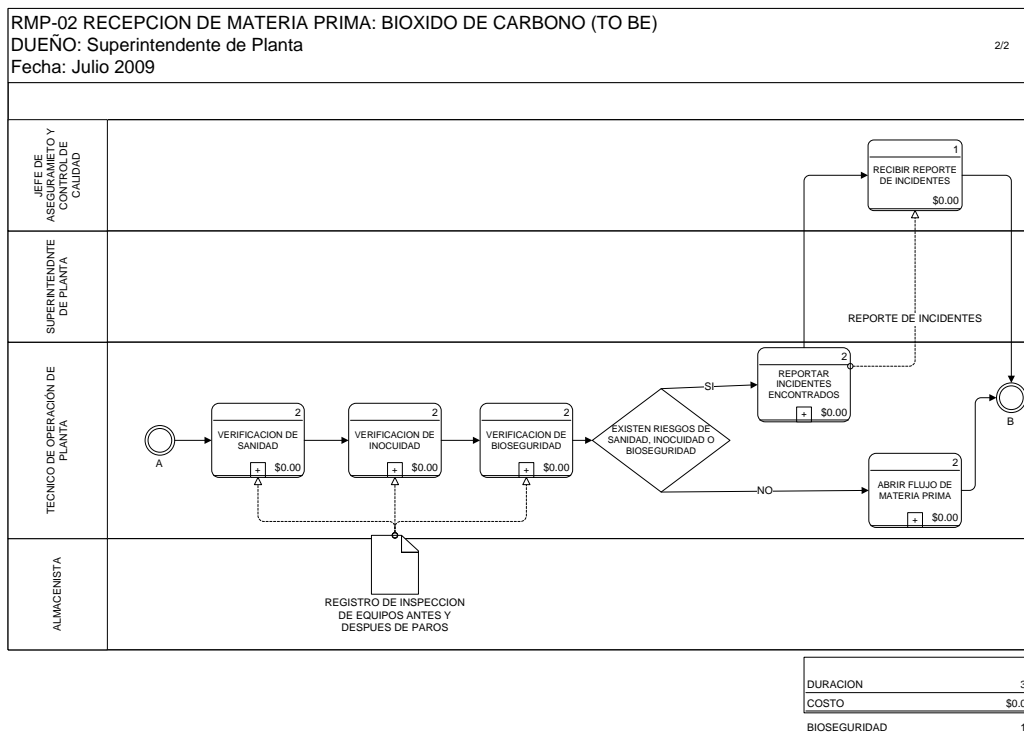 RMP-02 RECEPCION DE MATERIA PRIMA: BIOXIDO DE CARBONO (TO BE)
DUEÑO: Superintendente de Planta
2/2
Fecha: Julio 2009
JEFE DE
ASEGURAMIETO Y
CONTROL DE
CALIDAD
1
RECIBIR REPORTE
DE INCIDENTES
$0.00
SUPERINTENDNTE
DE PLANTA
REPORTE DE INCIDENTES
TECNICO DE OPERACIÓN DE
PLANTA
A
2
VERIFICACION DE
SANIDAD
+ $0.00
2
VERIFICACION DE
INOCUIDAD
+ $0.00
2
VERIFICACION DE
BIOSEGURIDAD
+ $0.00
EXISTEN RIESGOS DE
SANIDAD, INOCUIDAD O
BIOSEGURIDAD
SI
2
REPORTAR
INCIDENTES
ENCONTRADOS
+ $0.00
NO
2
ABRIR FLUJO DE
MATERIA PRIMA
+ $0.00
B
ALMACENISTA
REGISTRO DE INSPECCION
DE EQUIPOS ANTES Y
DESPUES DE PAROS
DURACION 3
COSTO $0.0
BIOSEGURIDAD 1